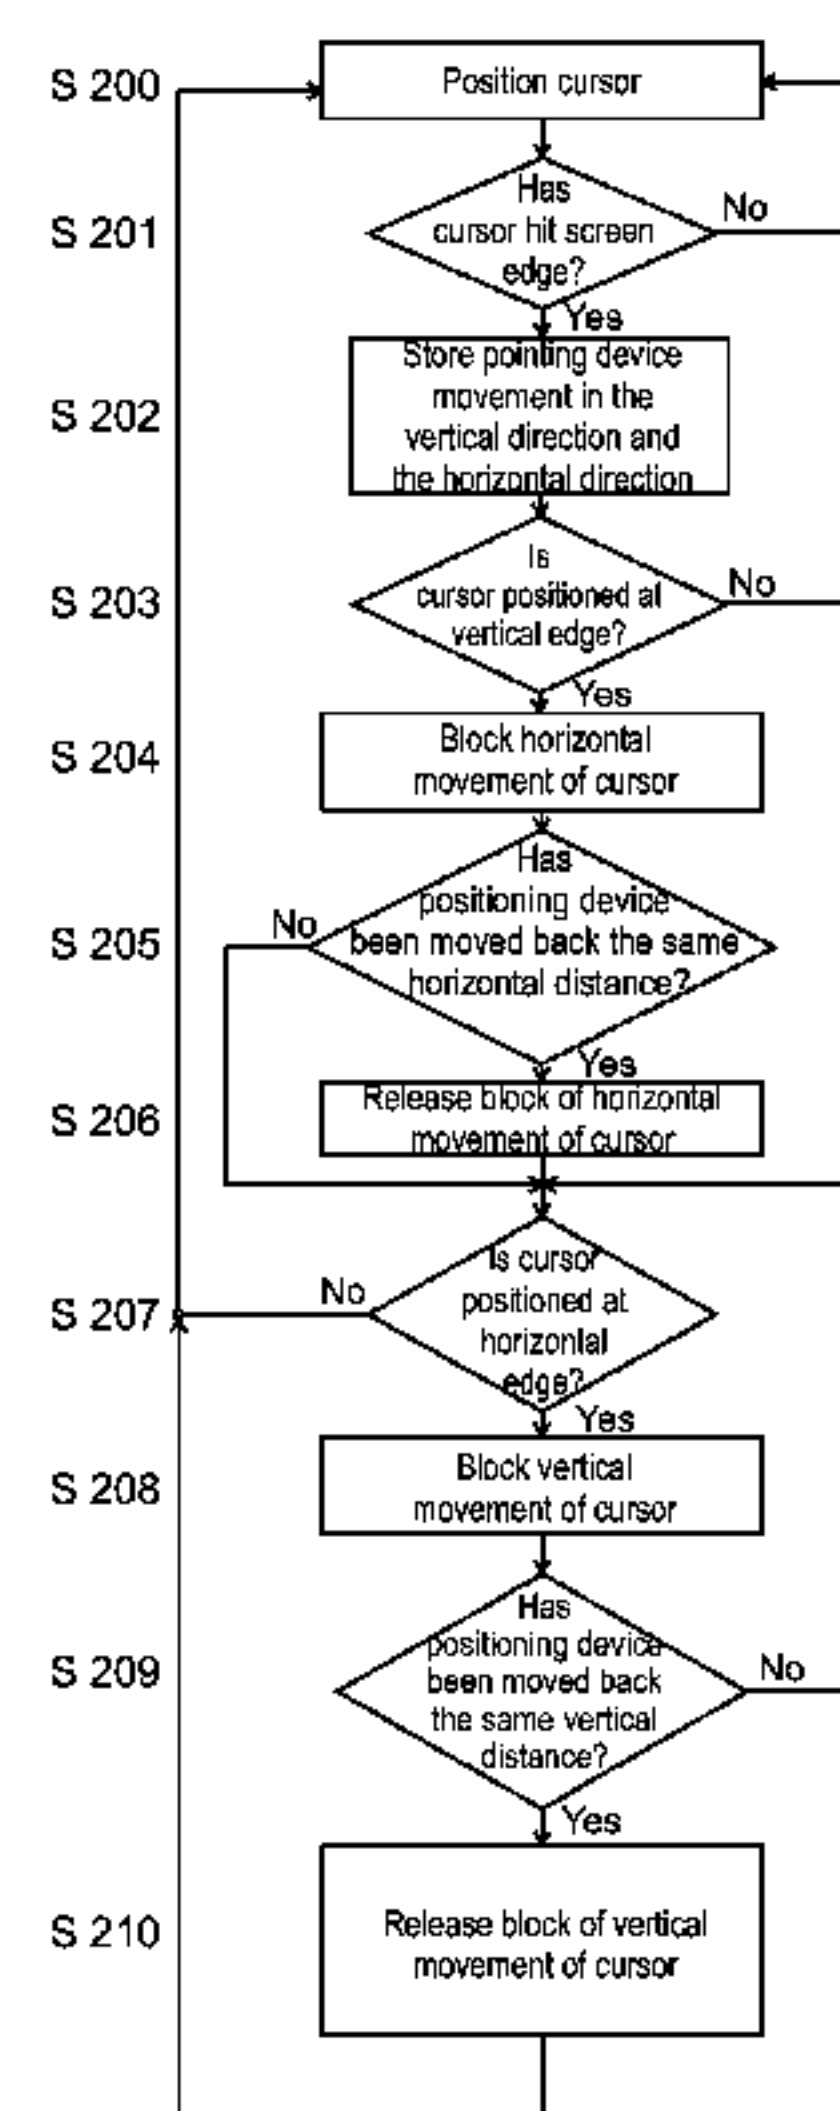 S 200
Position cursor
S 201
Has
cursor hit screen
edge?
No
Yes
S 202
Store pointing device
movement in the
vertical direction and
the horizontal direction
S 203
Is
cursor positioned at
vertical edge?
No
Yes
S 204
Block horizontal
movement of cursor
S 205
Has
positioning device
been moved back the same
horizontal distance?
No
Yes
S 206
Release block of horizontal
movement of cursor
S 207
Is cursor
positioned at
horizontal
edge?
No
Yes
S 208
Block vertical
movement of cursor
S 209
Has
positioning device
been moved back
the same vertical
distance?
No
Yes
S 210
Release block of vertical
movement of cursor